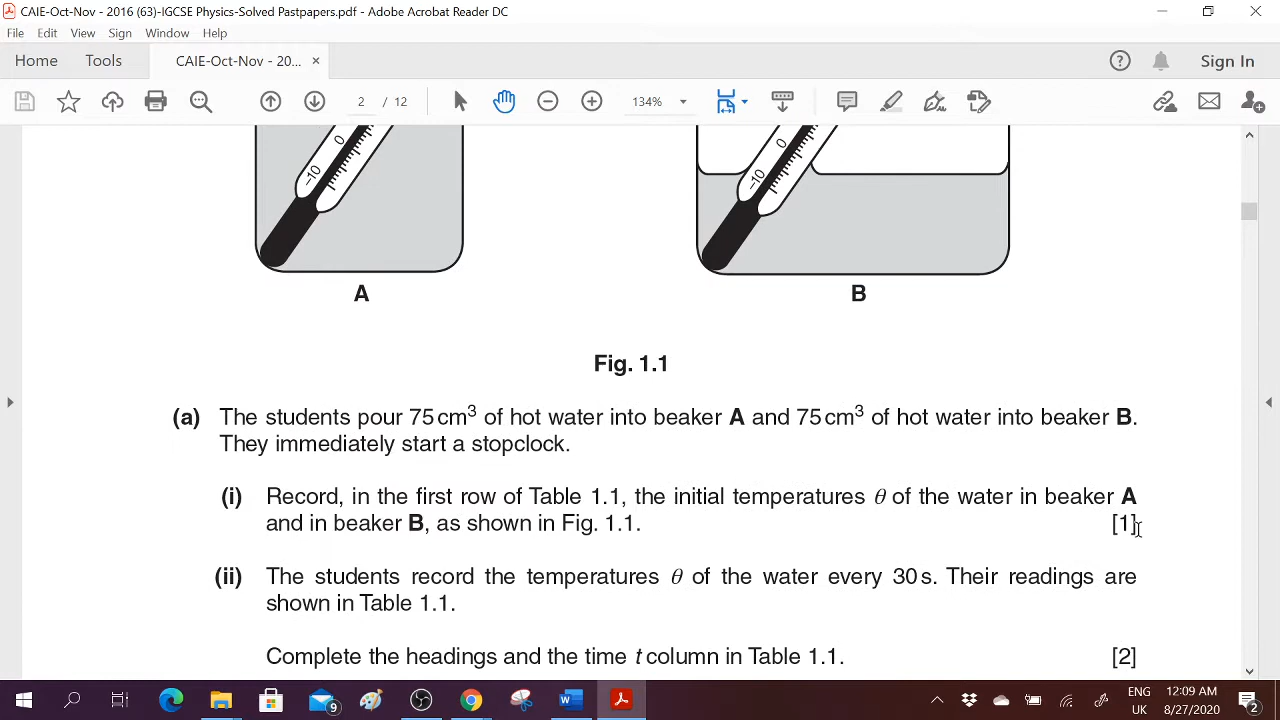 CAIE-Oct-Nov - 2016 (63)-IGCSE Physics-Solved Pastpapers.pdf - Adobe Acrobat Reader DC
File Edit View Sign Window Help
Home Tools CAIE-Oct-Nov - 20... × Sign In
2 / 12 134%
0 0
–10 –10
A B
Fig. 1.1
(a) The students pour 75 cm³ of hot water into beaker A and 75 cm³ of hot water into beaker B.
They immediately start a stopclock.
(i) Record, in the first row of Table 1.1, the initial temperatures θ of the water in beaker A
and in beaker B, as shown in Fig. 1.1. [1]
(ii) The students record the temperatures θ of the water every 30 s. Their readings are
shown in Table 1.1.
Complete the headings and the time t column in Table 1.1. [2]
9 ENG 12:09 AM
UK 8/27/2020 2